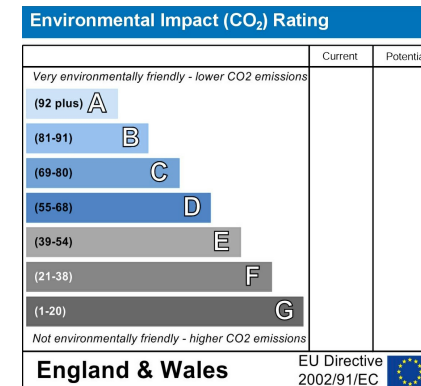 Environmental Impact (CO₂) Rating
Current Potentia
Very environmentally friendly - lower CO2 emissions
(92 plus) A
(81-91) B
(69-80) C
(55-68) D
(39-54) E
(21-38) F
(1-20) G
Not environmentally friendly - higher CO2 emissions
England & Wales
EU Directive
2002/91/EC